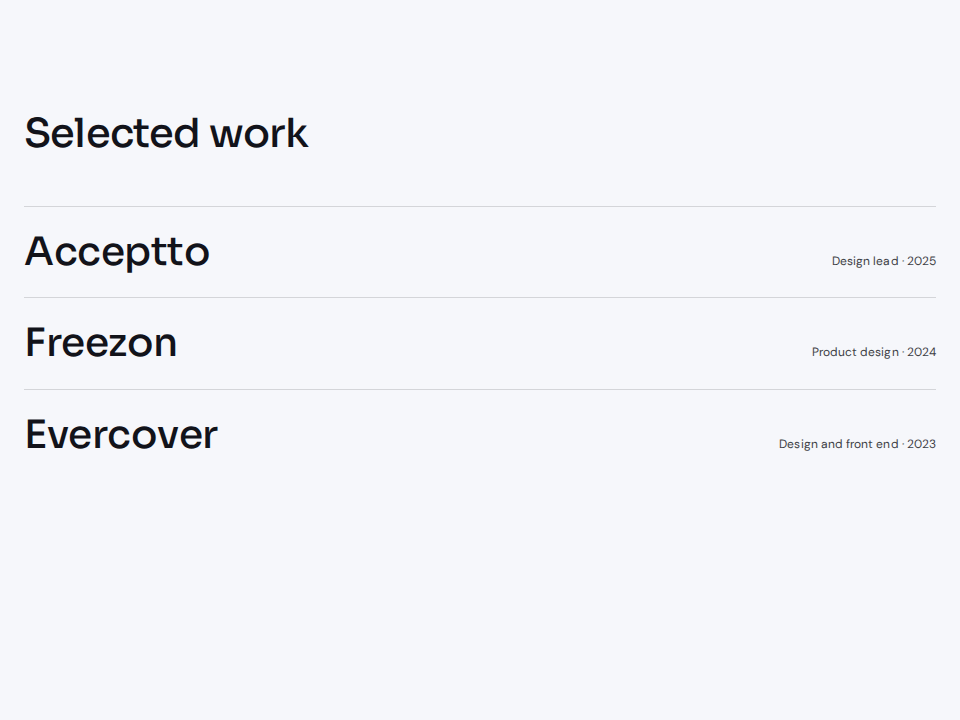 Selected work
Acceptto
Design lead · 2025
Freezon
Product design · 2024
Evercover
Design and front end · 2023